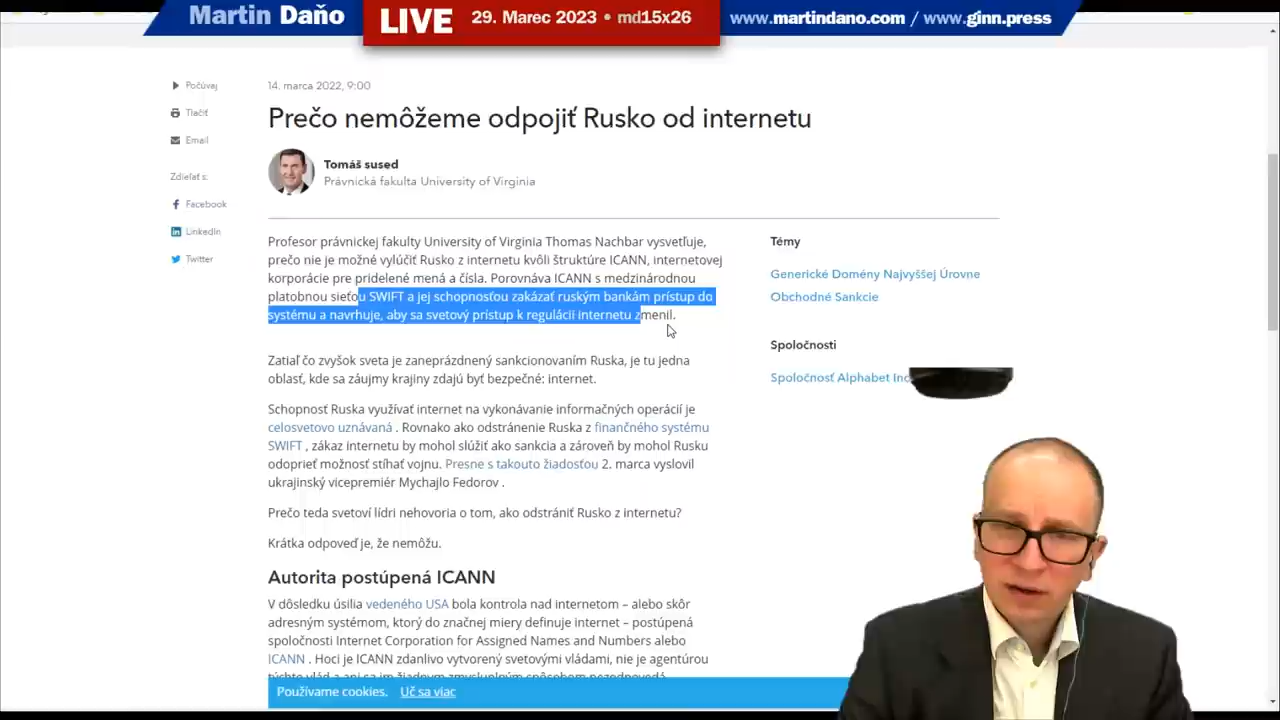 Martin Daňo
LIVE
29. Marec 2023 • md15x26
www.martindano.com / www.ginn.press
Počúvaj
Tlačiť
Email
Zdieľať s:
Facebook
LinkedIn
Twitter
14. marca 2022, 9:00
Prečo nemôžeme odpojiť Rusko od internetu
Tomáš sused
Právnická fakulta University of Virginia
Profesor právnickej fakulty University of Virginia Thomas Nachbar vysvetľuje,
prečo nie je možné vylúčiť Rusko z internetu kvôli štruktúre ICANN, internetovej
korporácie pre pridelené mená a čísla. Porovnáva ICANN s medzinárodnou
platobnou sieťou SWIFT a jej schopnosťou zakázať ruským bankám prístup do
systému a navrhuje, aby sa svetový prístup k regulácii internetu zmenil.
Zatiaľ čo zvyšok sveta je zaneprázdnený sankcionovaním Ruska, je tu jedna
oblasť, kde sa záujmy krajiny zdajú byť bezpečné: internet.
Schopnosť Ruska využívať internet na vykonávanie informačných operácií je
celosvetovo uznávaná . Rovnako ako odstránenie Ruska z finančného systému
SWIFT , zákaz internetu by mohol slúžiť ako sankcia a zároveň by mohol Rusku
odoprieť možnosť stíhať vojnu. Presne s takouto žiadosťou 2. marca vyslovil
ukrajinský vicepremiér Mychajlo Fedorov .
Prečo teda svetoví lídri nehovoria o tom, ako odstrániť Rusko z internetu?
Krátka odpoveď je, že nemôžu.
Autorita postúpená ICANN
V dôsledku úsilia vedeného USA bola kontrola nad internetom – alebo skôr
adresným systémom, ktorý do značnej miery definuje internet – postúpená
spoločnosti Internet Corporation for Assigned Names and Numbers alebo
ICANN . Hoci je ICANN zdanlivo vytvorený svetovými vládami, nie je agentúrou
Témy
Generické Domény Najvyššej Úrovne
Obchodné Sankcie
Spoločnosti
Spoločnosť Alphabet Inc
Používame cookies. Uč sa viac